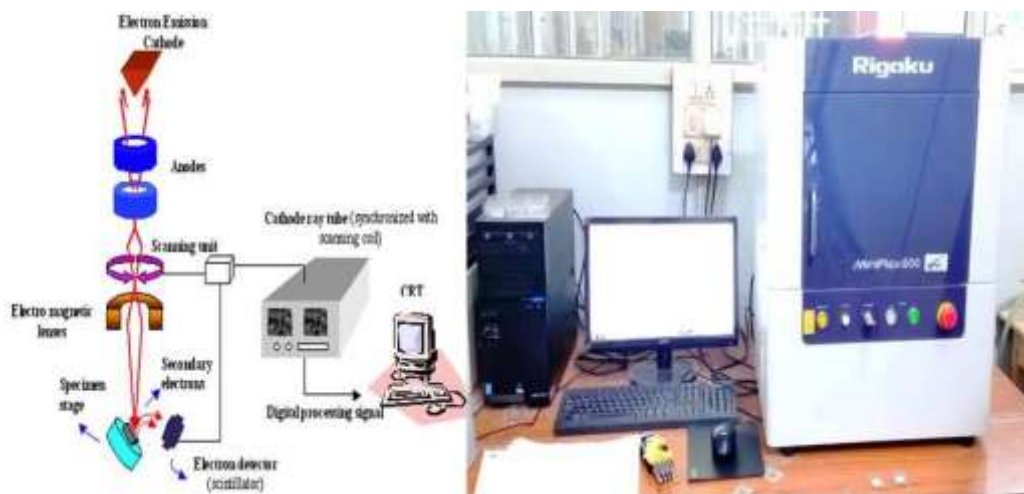 Electron Emission
Cathode
Anodes
Cathode ray tube (synchronized with
scanning coil)
Scanning unit
CRT
Electro magnetic
lenses
Secondary
electrons
Specimen
stage
Digital processing signal
Electron detector
(scistillator)
Rigaku
MiniFlex600